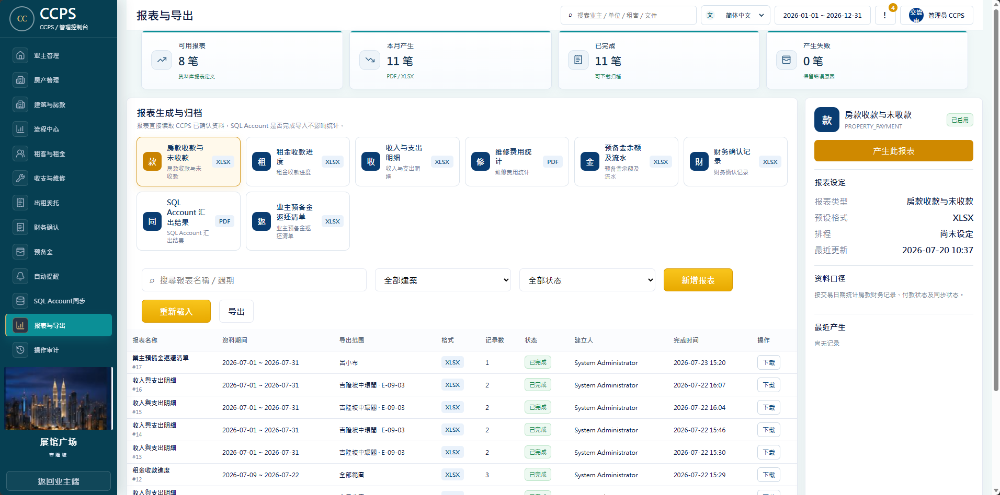 CC
CCPS
CCPS / 管理控制台
业主管理
房产管理
建筑与房款
流程中心
租客与租金
收支与维修
出租委托
财务确认
预备金
自动提醒
SQL Account同步
报表与导出
操作审计
展馆广场
吉隆坡
返回业主端
报表与导出
搜索业主 / 单位 / 租客 / 文件
文 简体中文
2026-01-01 ~ 2026-12-31
!
4
交流电
管理员 CCPS
可用报表
8 笔
资料库报表定义
本月产生
11 笔
PDF / XLSX
已完成
11 笔
可下载归档
产生失败
0 笔
保留错误原因
报表生成与归档
报表直接读取 CCPS 已确认资料，SQL Account 是否完成导入不影响统计。
款
房款收款与
未收款
房款收款与未
收款
XLSX
租
租金收款进
度
租金收款进度
XLSX
收
收入与支出
明细
收入与支出明
细
XLSX
修
维修费用统
计
维修费用统计
PDF
金
预备金余额
及流水
预备金余额及
流水
XLSX
財
财务确认记
录
财务确认记录
XLSX
同
SQL
Account 汇
出结果
SQL Account 汇
出结果
PDF
返
业主预备金
返还清单
业主预备金返
还清单
XLSX
搜尋報表名稱 / 週期
全部建案
全部状态
新增报表
重新载入
导出
报表名称 资料期间 导出范围 格式 记录数 状态 建立人 完成时间 操作
業主預備金返還清單
#17
2026-07-01 ~ 2026-07-31 呂小布 XLSX 1 已完成 System Administrator 2026-07-23 15:20 下载
收入與支出明細
#16
2026-07-01 ~ 2026-07-31 吉隆坡中環閣 · E-09-03 XLSX 2 已完成 System Administrator 2026-07-22 16:07 下载
收入與支出明細
#15
2026-07-01 ~ 2026-07-31 吉隆坡中環閣 · E-09-03 XLSX 2 已完成 System Administrator 2026-07-22 16:04 下载
收入與支出明細
#14
2026-07-01 ~ 2026-07-31 吉隆坡中環閣 · E-09-03 XLSX 2 已完成 System Administrator 2026-07-22 15:46 下载
收入與支出明細
#13
2026-07-01 ~ 2026-07-31 吉隆坡中環閣 · E-09-03 XLSX 2 已完成 System Administrator 2026-07-22 15:30 下载
租金收款進度
#12
2026-07-09 ~ 2026-07-22 全部範圍 XLSX 3 已完成 System Administrator 2026-07-22 15:29 下载
收入與支出明細
款
房款收款与未收款
PROPERTY_PAYMENT
已启用
产生此报表
报表设定
报表类型 房款收款与未收款
预设格式 XLSX
排程 尚未设定
最近更新 2026-07-20 10:37
资料口径
按交易日期统计房款财务记录、付款状态及同步状态。
最近产生
尚无记录